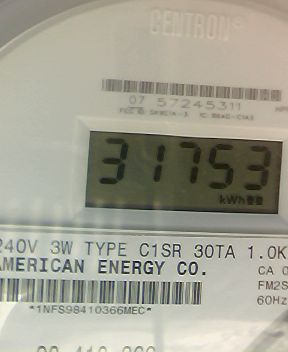 CENTRON®
07 57245311
31753
kWh
240V 3W TYPE C1SR 30TA 1.0K
AMERICAN ENERGY CO.
CA 0
FM2S
60Hz
*1NFS98410366MEC*